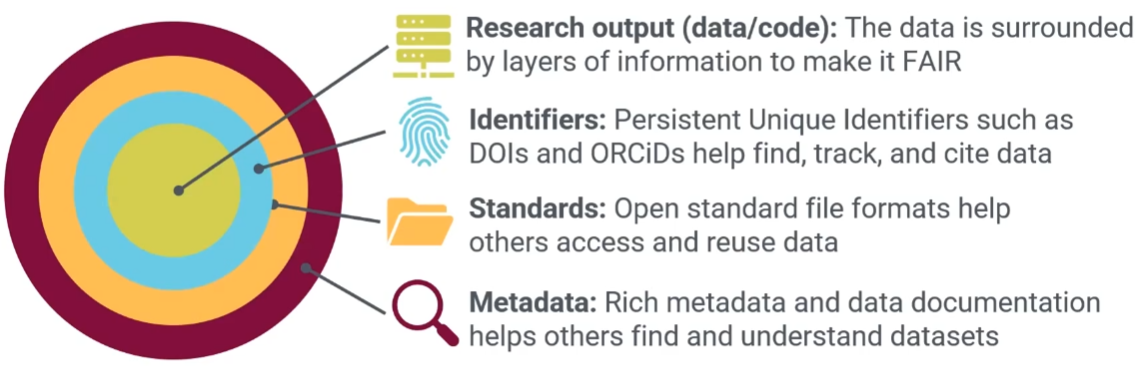 Research output (data/code): The data is surrounded
by layers of information to make it FAIR
Identifiers: Persistent Unique Identifiers such as
DOIs and ORCiDs help find, track, and cite data
Standards: Open standard file formats help
others access and reuse data
Metadata: Rich metadata and data documentation
helps others find and understand datasets